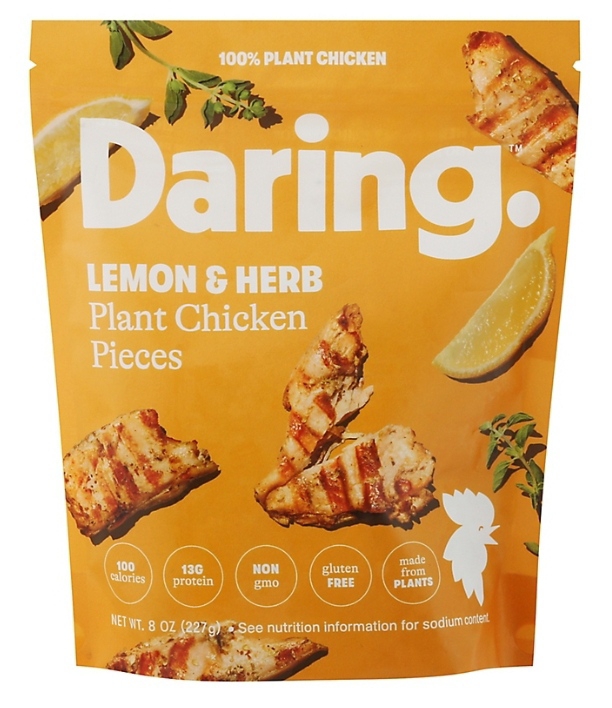 100% PLANT CHICKEN
Daring.™
LEMON & HERB
Plant Chicken
Pieces
100
calories
13G
protein
NON
gmo
gluten
FREE
made
from
PLANTS
NET WT. 8 OZ (227g) • See nutrition information for sodium content